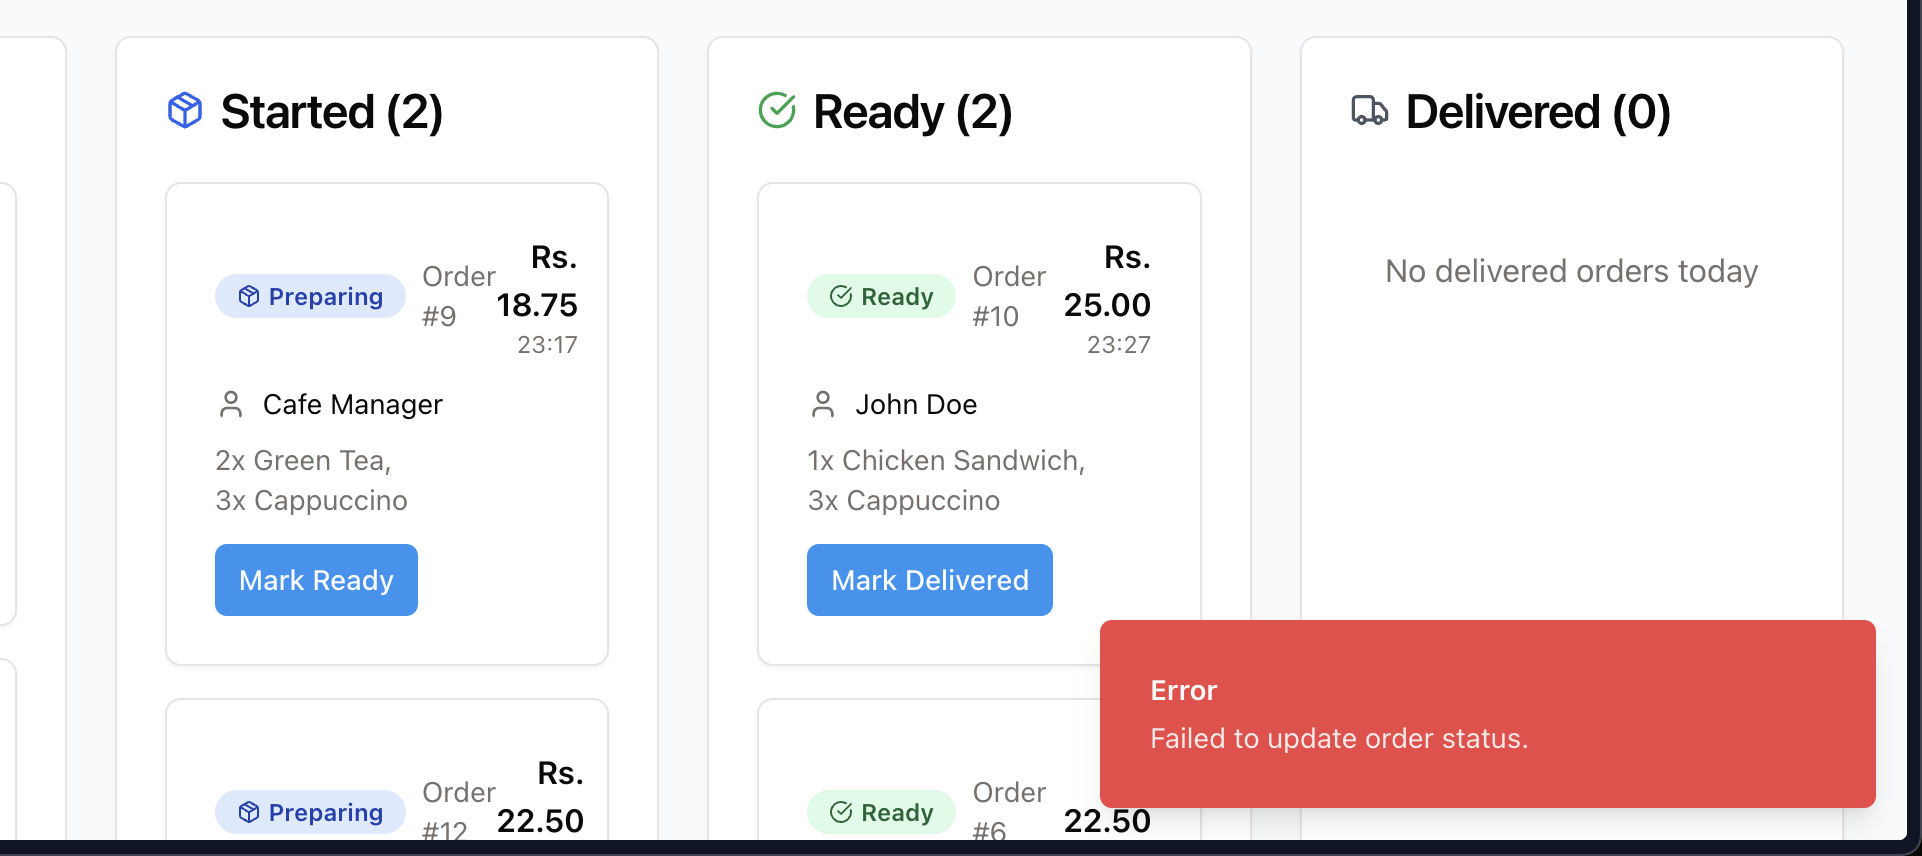 Started (2)
Preparing
Order
#9
Rs.
18.75
23:17
Cafe Manager
2x Green Tea,
3x Cappuccino
Mark Ready
Preparing
Order
#12
Rs.
22.50
Ready (2)
Ready
Order
#10
Rs.
25.00
23:27
John Doe
1x Chicken Sandwich,
3x Cappuccino
Mark Delivered
Ready
Order
#6
22.50
Delivered (0)
No delivered orders today
Error
Failed to update order status.